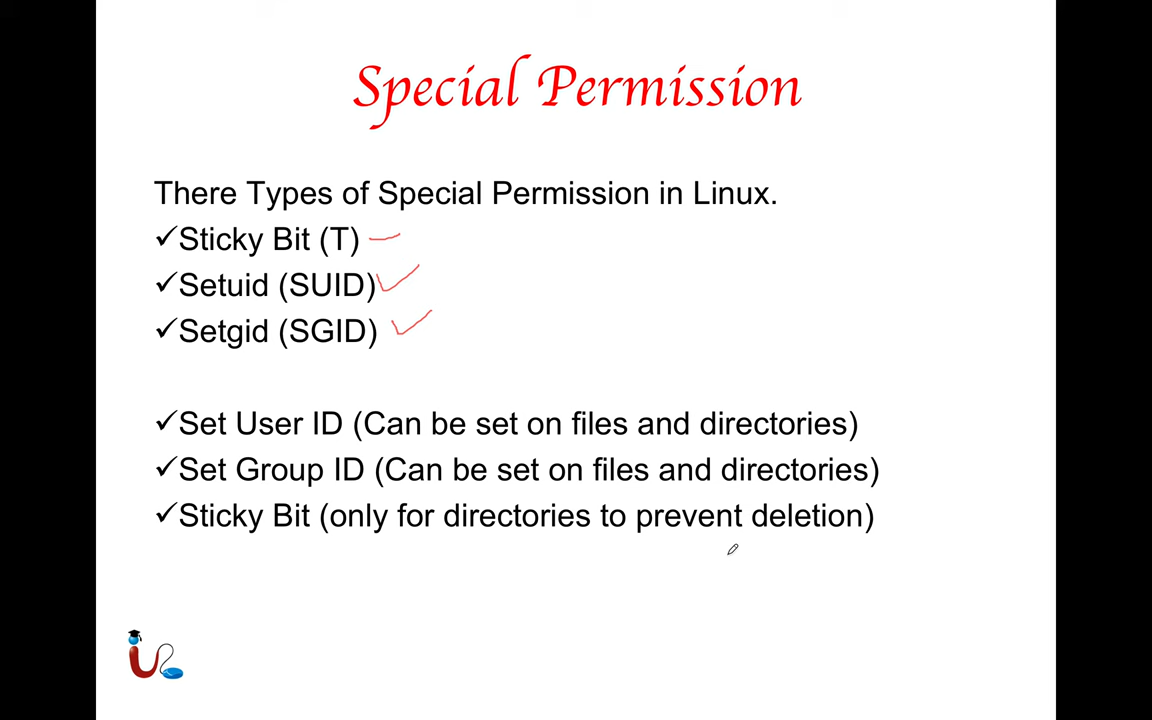 Special Permission
There Types of Special Permission in Linux.
✓Sticky Bit (T)
✓Setuid (SUID)
✓Setgid (SGID)
✓Set User ID (Can be set on files and directories)
✓Set Group ID (Can be set on files and directories)
✓Sticky Bit (only for directories to prevent deletion)